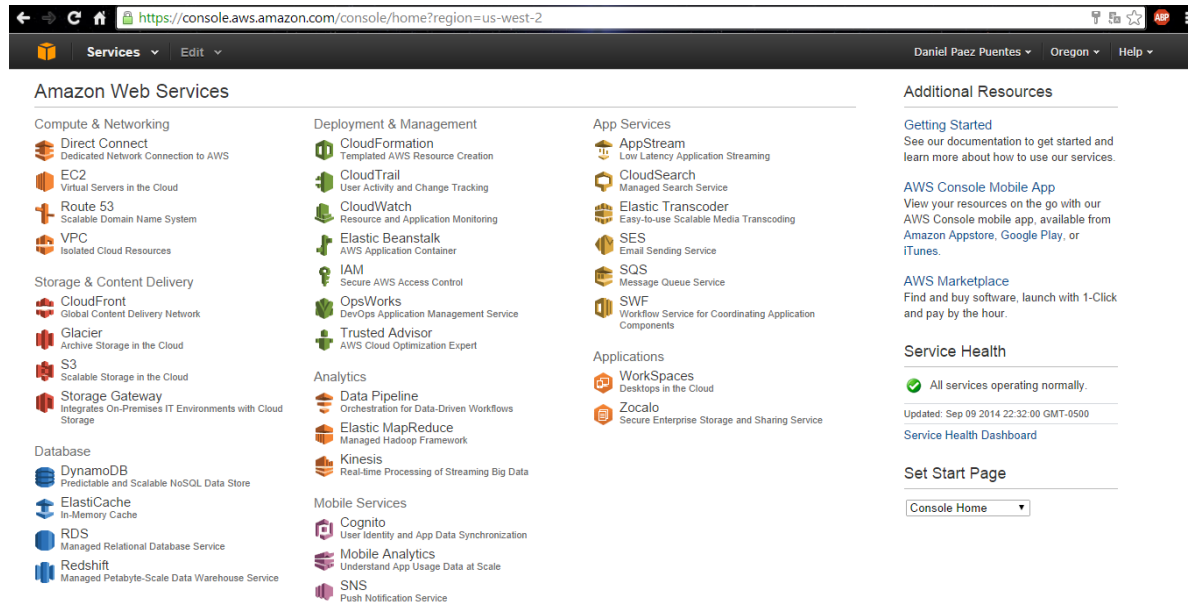 https://console.aws.amazon.com/console/home?region=us-west-2
ABP
Services Edit Daniel Paez Puentes Oregon Help
Amazon Web Services
Compute & Networking
Direct Connect
Dedicated Network Connection to AWS
EC2
Virtual Servers in the Cloud
Route 53
Scalable Domain Name System
VPC
Isolated Cloud Resources
Storage & Content Delivery
CloudFront
Global Content Delivery Network
Glacier
Archive Storage in the Cloud
S3
Scalable Storage in the Cloud
Storage Gateway
Integrates On-Premises IT Environments with Cloud
Storage
Database
DynamoDB
Predictable and Scalable NoSQL Data Store
ElastiCache
In-Memory Cache
RDS
Managed Relational Database Service
Redshift
Managed Petabyte-Scale Data Warehouse Service
Deployment & Management
CloudFormation
Templated AWS Resource Creation
CloudTrail
User Activity and Change Tracking
CloudWatch
Resource and Application Monitoring
Elastic Beanstalk
AWS Application Container
IAM
Secure AWS Access Control
OpsWorks
DevOps Application Management Service
Trusted Advisor
AWS Cloud Optimization Expert
Analytics
Data Pipeline
Orchestration for Data-Driven Workflows
Elastic MapReduce
Managed Hadoop Framework
Kinesis
Real-time Processing of Streaming Big Data
Mobile Services
Cognito
User Identity and App Data Synchronization
Mobile Analytics
Understand App Usage Data at Scale
SNS
Push Notification Service
App Services
AppStream
Low Latency Application Streaming
CloudSearch
Managed Search Service
Elastic Transcoder
Easy-to-use Scalable Media Transcoding
SES
Email Sending Service
SQS
Message Queue Service
SWF
Workflow Service for Coordinating Application
Components
Applications
WorkSpaces
Desktops in the Cloud
Zocalo
Secure Enterprise Storage and Sharing Service
Additional Resources
Getting Started
See our documentation to get started and
learn more about how to use our services.
AWS Console Mobile App
View your resources on the go with our
AWS Console mobile app, available from
Amazon Appstore, Google Play, or
iTunes.
AWS Marketplace
Find and buy software, launch with 1-Click
and pay by the hour.
Service Health
All services operating normally.
Updated: Sep 09 2014 22:32:00 GMT-0500
Service Health Dashboard
Set Start Page
Console Home